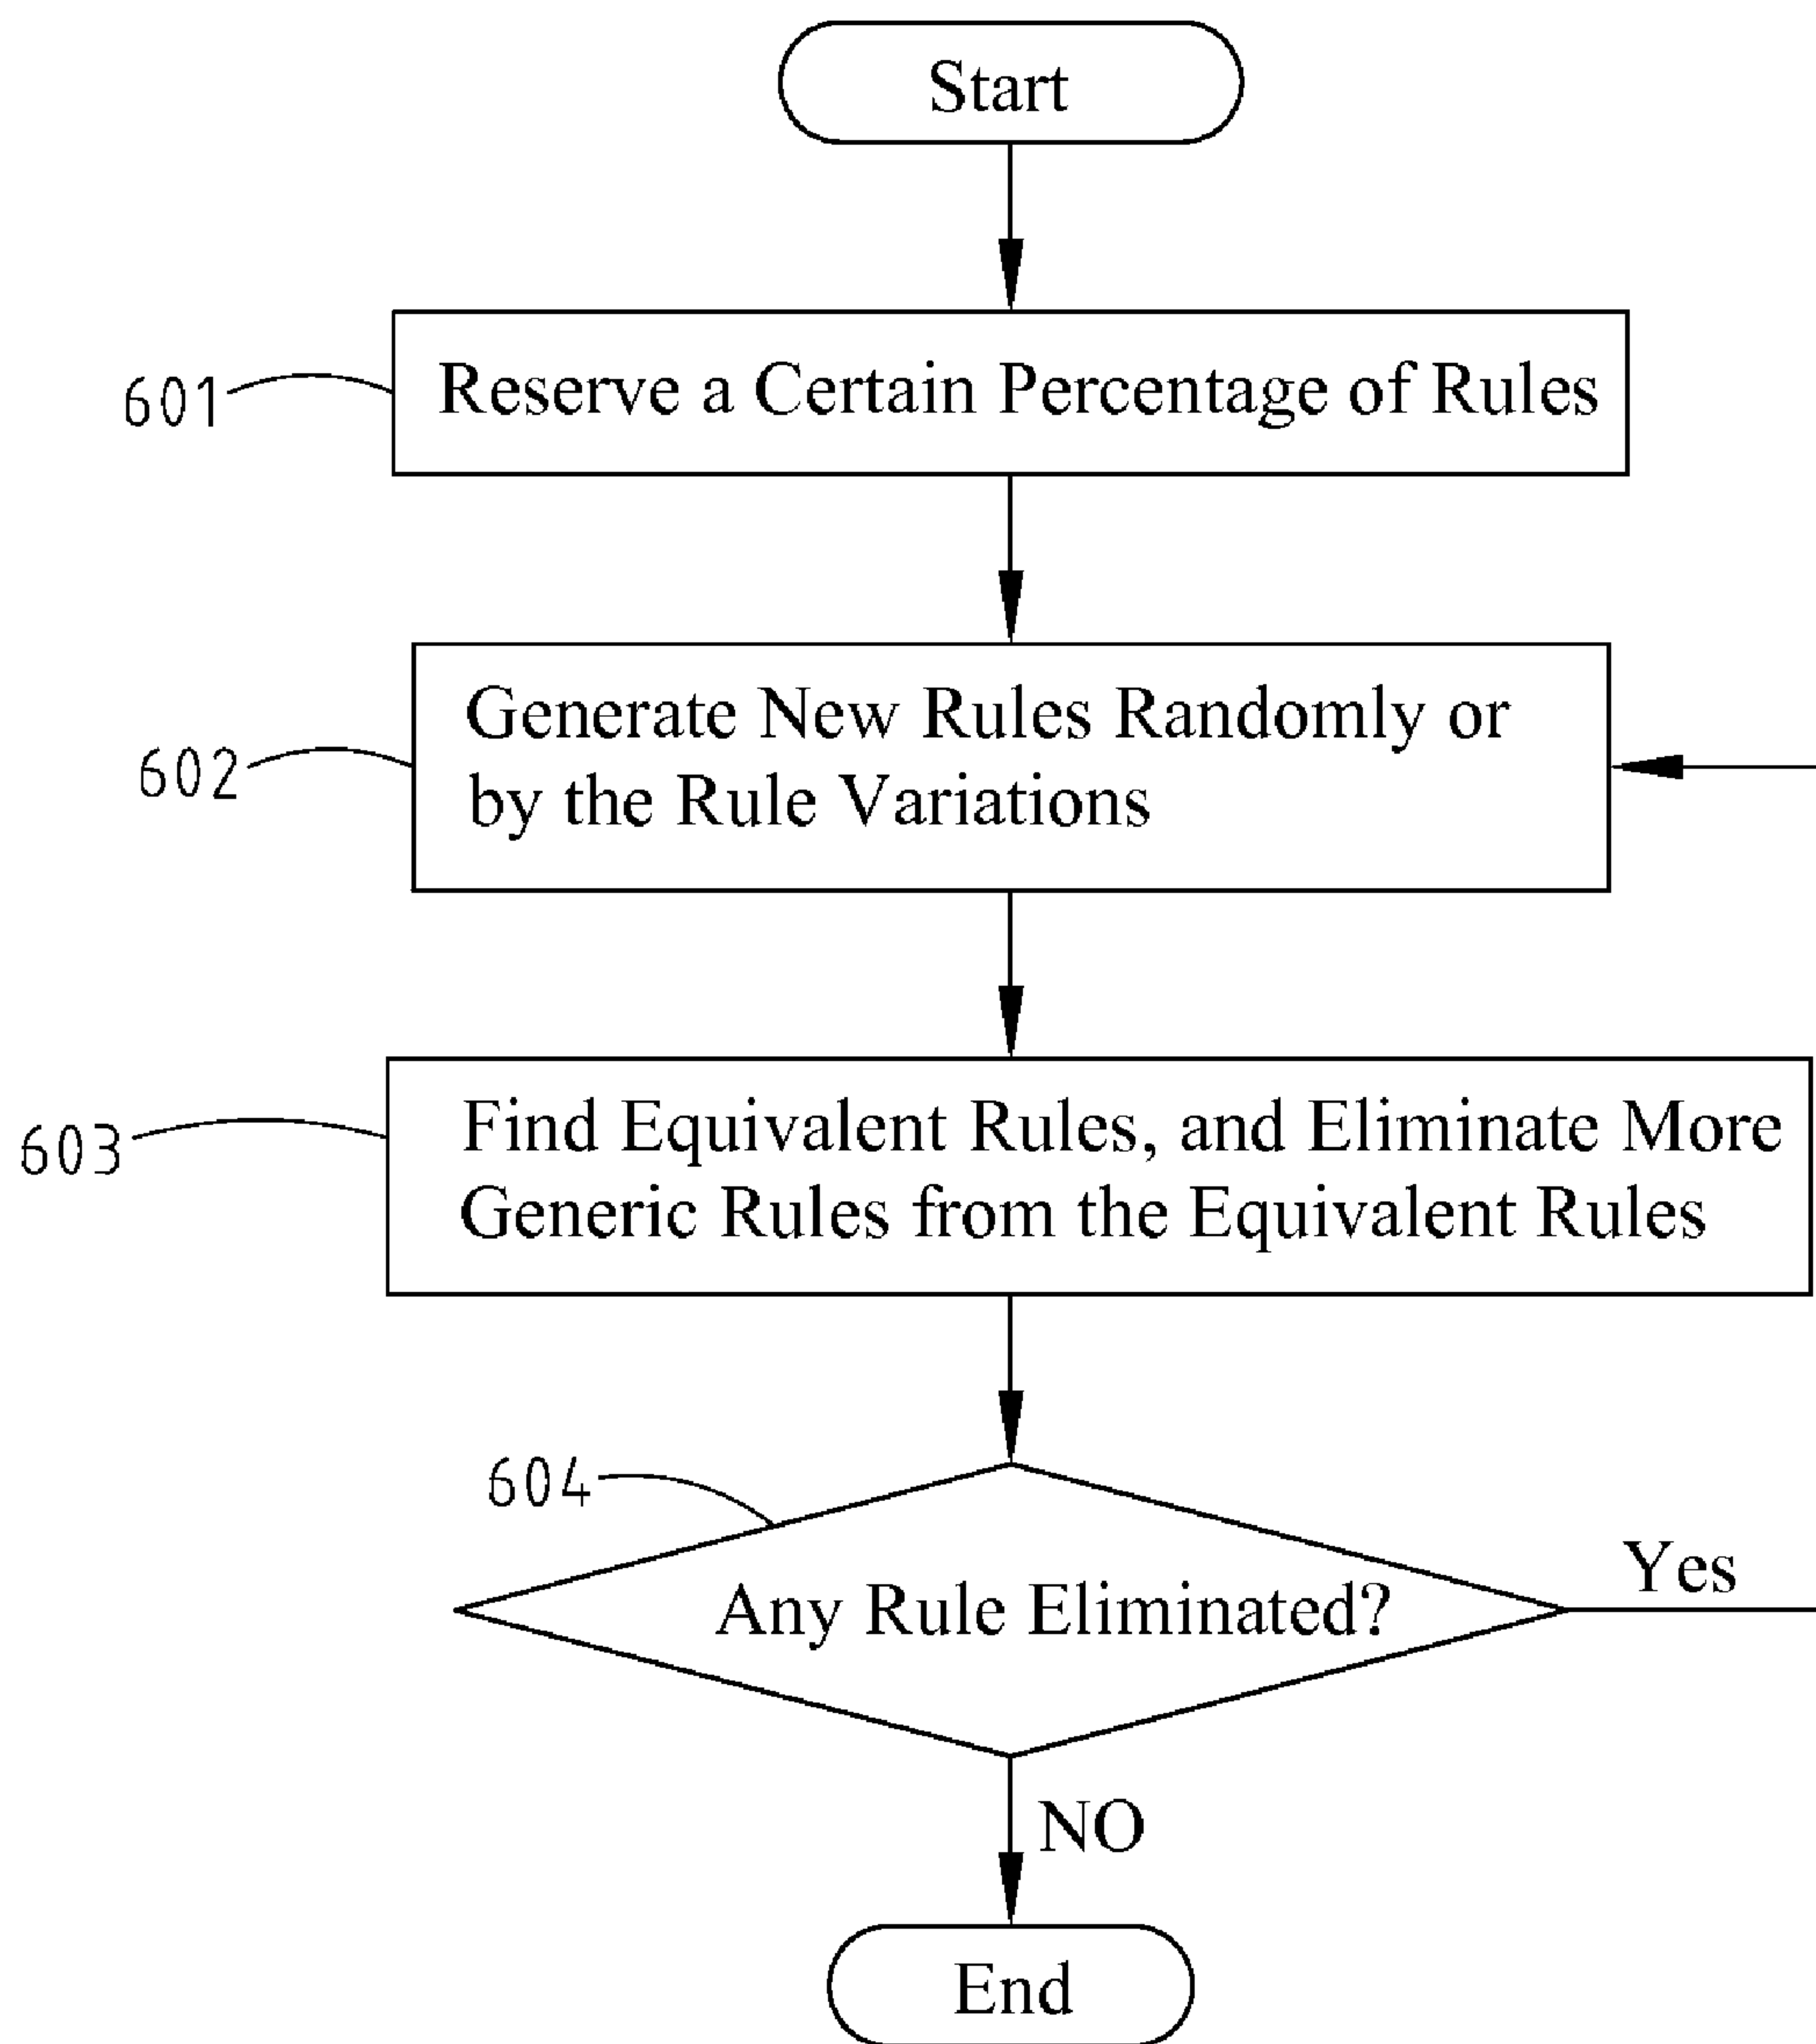 Start
601
Reserve a Certain Percentage of Rules
602
Generate New Rules Randomly or
by the Rule Variations
603
Find Equivalent Rules, and Eliminate More
Generic Rules from the Equivalent Rules
604
Any Rule Eliminated?
Yes
NO
End